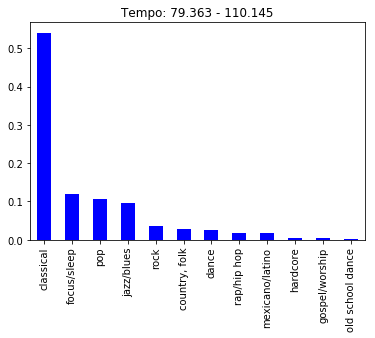 Tempo: 79.363 - 110.145
0.5
0.4
0.3
0.2
0.1
0.0
classical
focus/sleep
pop
jazz/blues
rock
country, folk
dance
rap/hip hop
mexicano/latino
hardcore
gospel/worship
old school dance